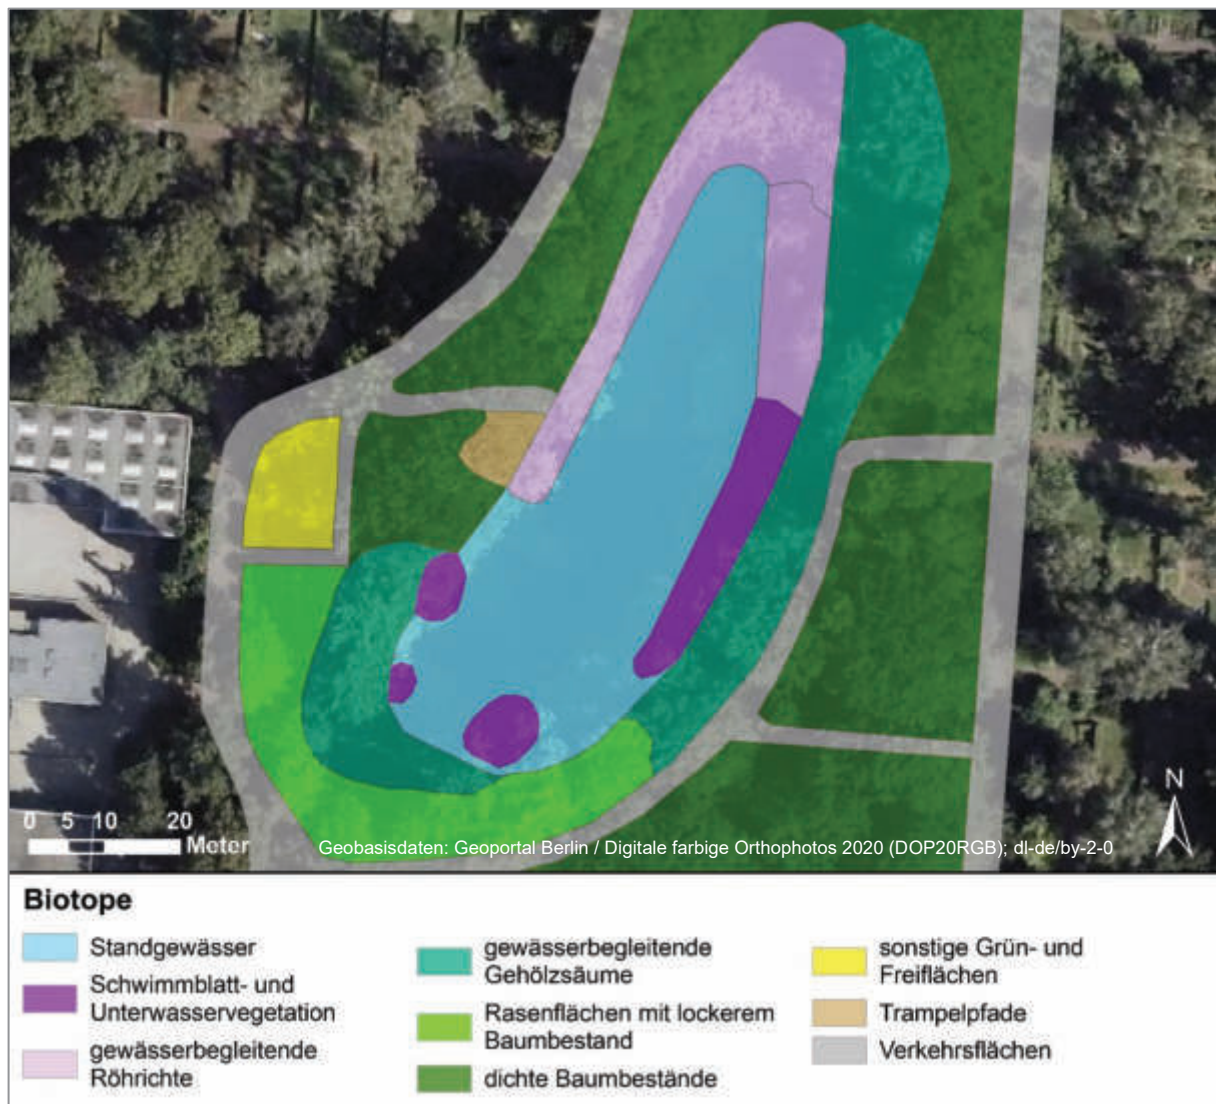 N
0 5 10 20
Meter
Geobasisdaten: Geoportal Berlin / Digitale farbige Orthophotos 2020 (DOP20RGB); dl-de/by-2-0
Biotope
Standgewässer
Schwimmblatt- und
Unterwasservegetation
gewässerbegleitende
Röhrichte
gewässerbegleitende
Gehölzsäume
Rasenflächen mit lockerem
Baumbestand
dichte Baumbestände
sonstige Grün- und
Freiflächen
Trampelpfade
Verkehrsflächen